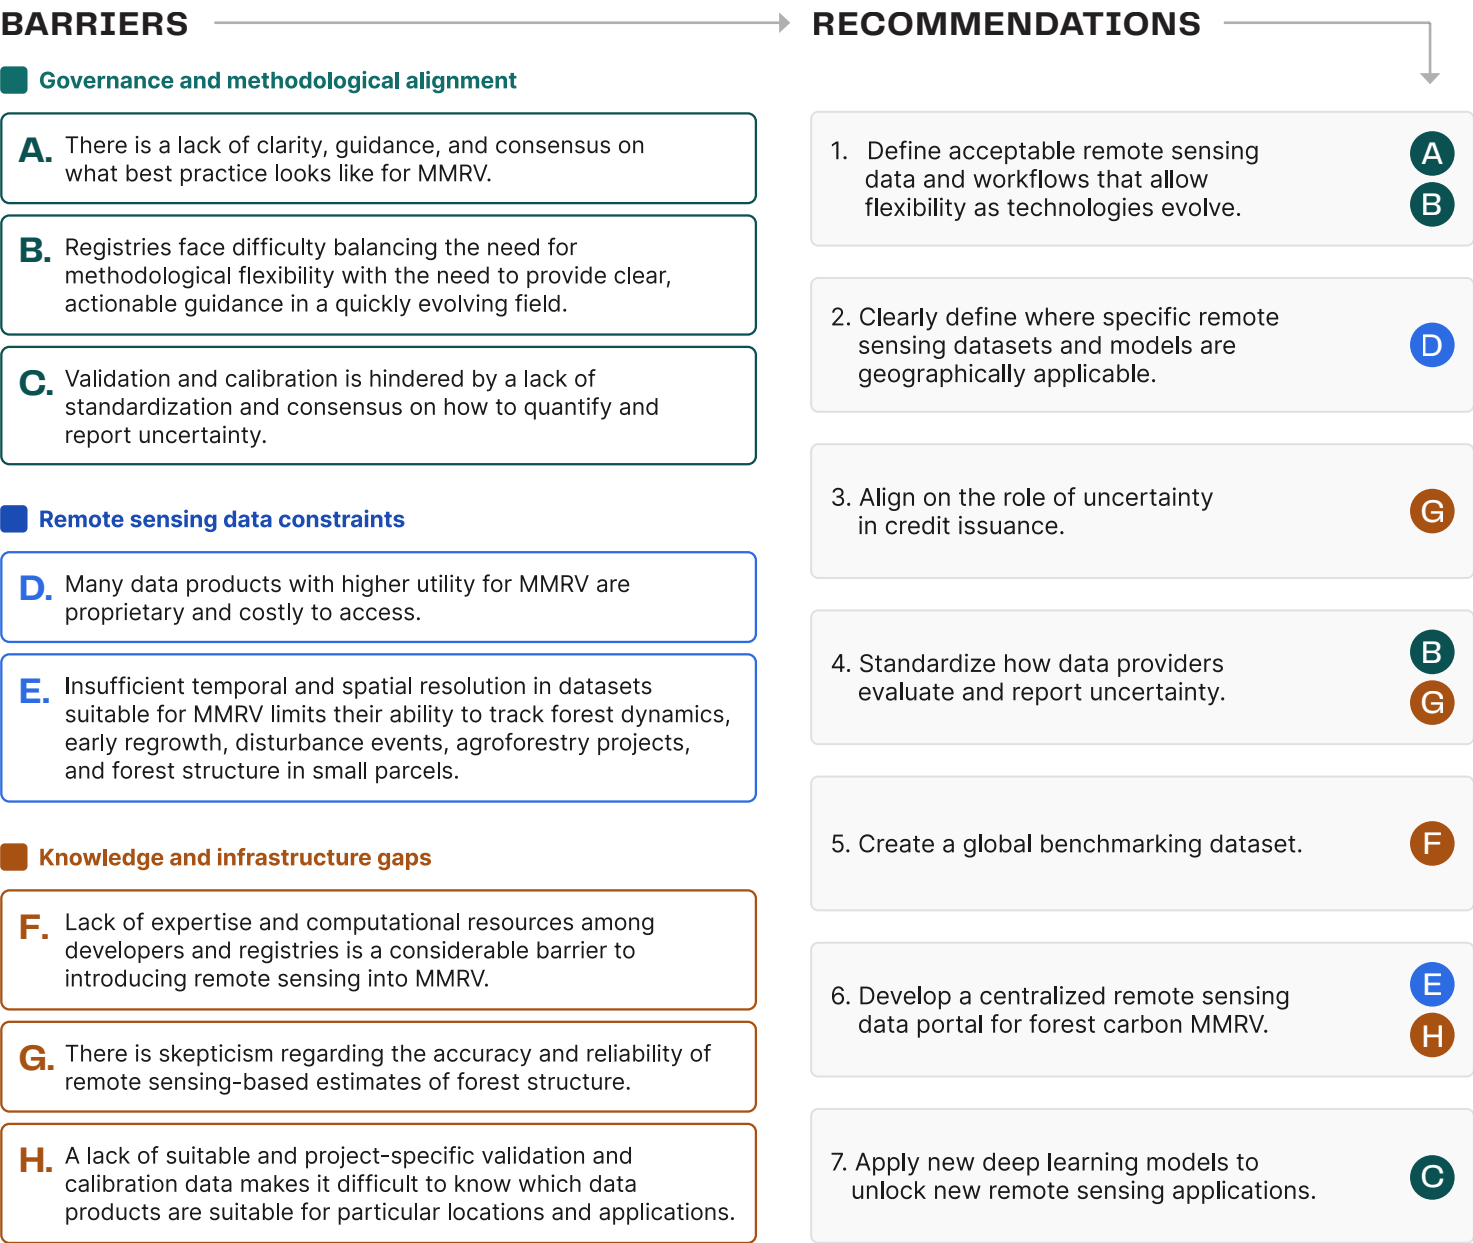 BARRIERS
Governance and methodological alignment
A. There is a lack of clarity, guidance, and consensus on
what best practice looks like for MMRV.
B. Registries face difficulty balancing the need for
methodological flexibility with the need to provide clear,
actionable guidance in a quickly evolving field.
C. Validation and calibration is hindered by a lack of
standardization and consensus on how to quantify and
report uncertainty.
Remote sensing data constraints
D. Many data products with higher utility for MMRV are
proprietary and costly to access.
E. Insufficient temporal and spatial resolution in datasets
suitable for MMRV limits their ability to track forest dynamics,
early regrowth, disturbance events, agroforestry projects,
and forest structure in small parcels.
Knowledge and infrastructure gaps
F. Lack of expertise and computational resources among
developers and registries is a considerable barrier to
introducing remote sensing into MMRV.
G. There is skepticism regarding the accuracy and reliability of
remote sensing-based estimates of forest structure.
H. A lack of suitable and project-specific validation and
calibration data makes it difficult to know which data
products are suitable for particular locations and applications.
RECOMMENDATIONS
1. Define acceptable remote sensing
data and workflows that allow
flexibility as technologies evolve.
A
B
2. Clearly define where specific remote
sensing datasets and models are
geographically applicable.
D
3. Align on the role of uncertainty
in credit issuance.
G
4. Standardize how data providers
evaluate and report uncertainty.
B
G
5. Create a global benchmarking dataset.
F
6. Develop a centralized remote sensing
data portal for forest carbon MMRV.
E
H
7. Apply new deep learning models to
unlock new remote sensing applications.
C